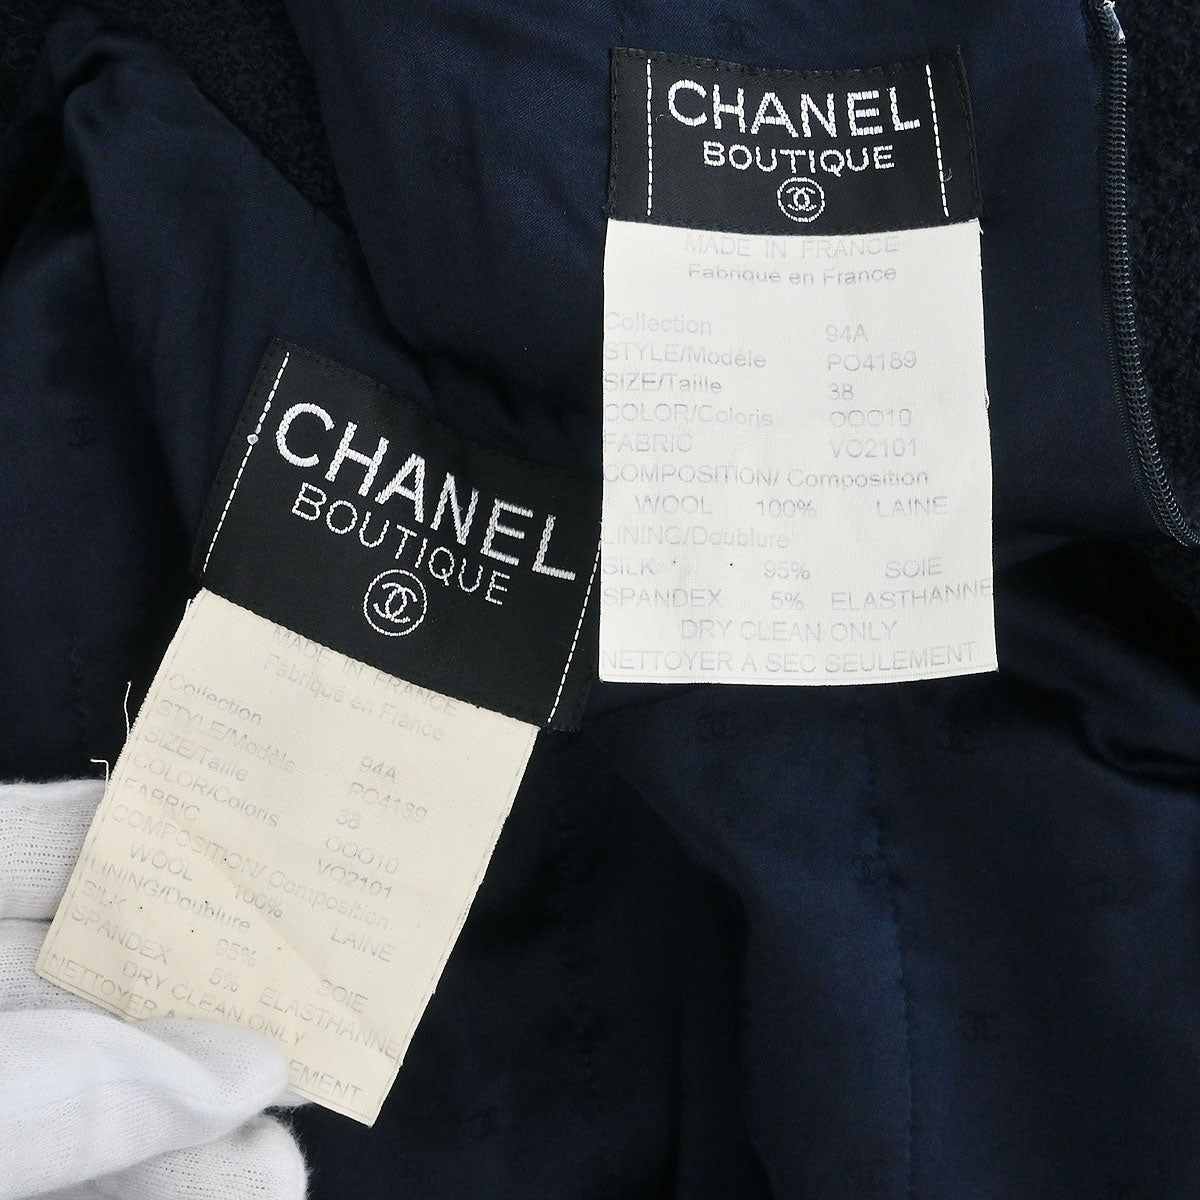 CHANEL
BOUTIQUE
MADE IN FRANCE
Fabriqué en France
Collection 94A
STYLE/Modèle PO4189
SIZE/Taille 38
COLOR/Coloris OOO10
FABRIC VO2101
COMPOSITION/ Composition
WOOL 100% LAINE
LINING/Doublure
SILK 95% SOIE
SPANDEX 5% ELASTHANNE
DRY CLEAN ONLY
NETTOYER A SEC SEULEMENT
CHANEL
BOUTIQUE
MADE IN FRANCE
Fabriqué en France
Collection 94A
STYLE/Modèle PO4189
SIZE/Taille 38
COLOR/Coloris OOO10
FABRIC VO2101
COMPOSITION/ Composition
WOOL 100% LAINE
LINING/Doublure
SILK 95% SOIE
SPANDEX 5% ELASTHANNE
DRY CLEAN ONLY
NETTOYER A EMENT